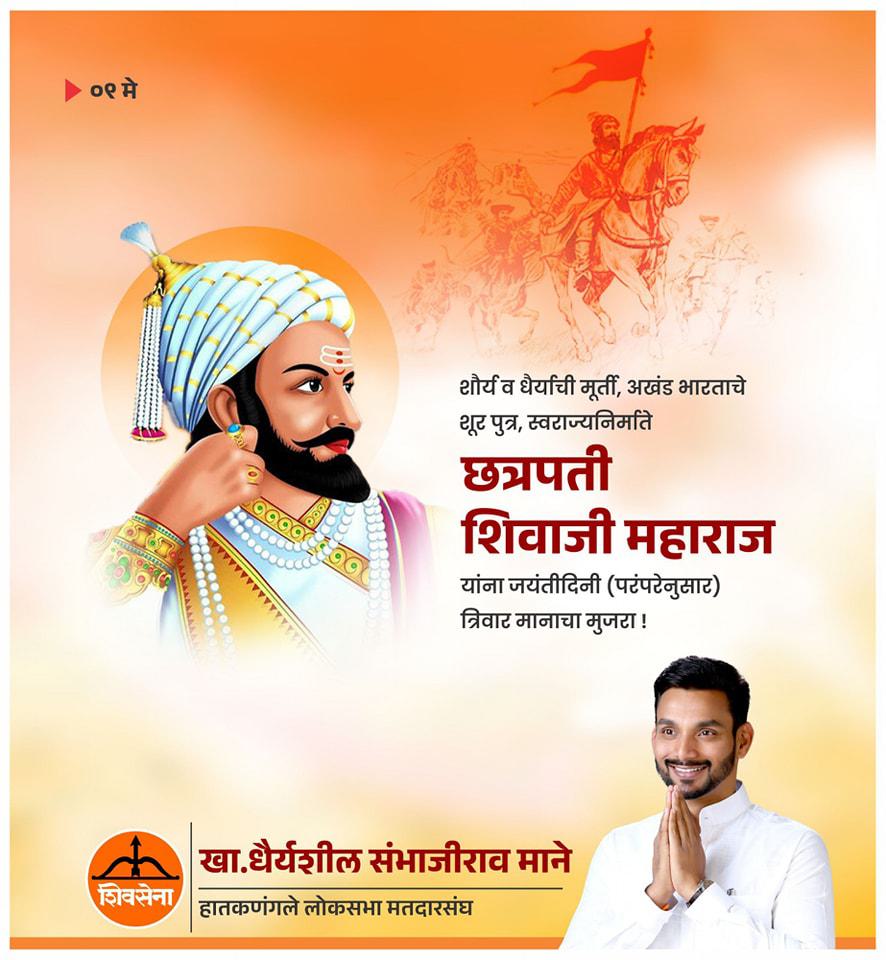 ०९ मे
शौर्य व धैर्याची मूर्ती, अखंड भारताचे
शूर पुत्र, स्वराज्यनिर्माते
छत्रपती
शिवाजी महाराज
यांना जयंतीदिनी (परंपरेनुसार)
त्रिवार मानाचा मुजरा !
शिवसेना
खा.धैर्यशील संभाजीराव माने
हातकणंगले लोकसभा मतदारसंघ